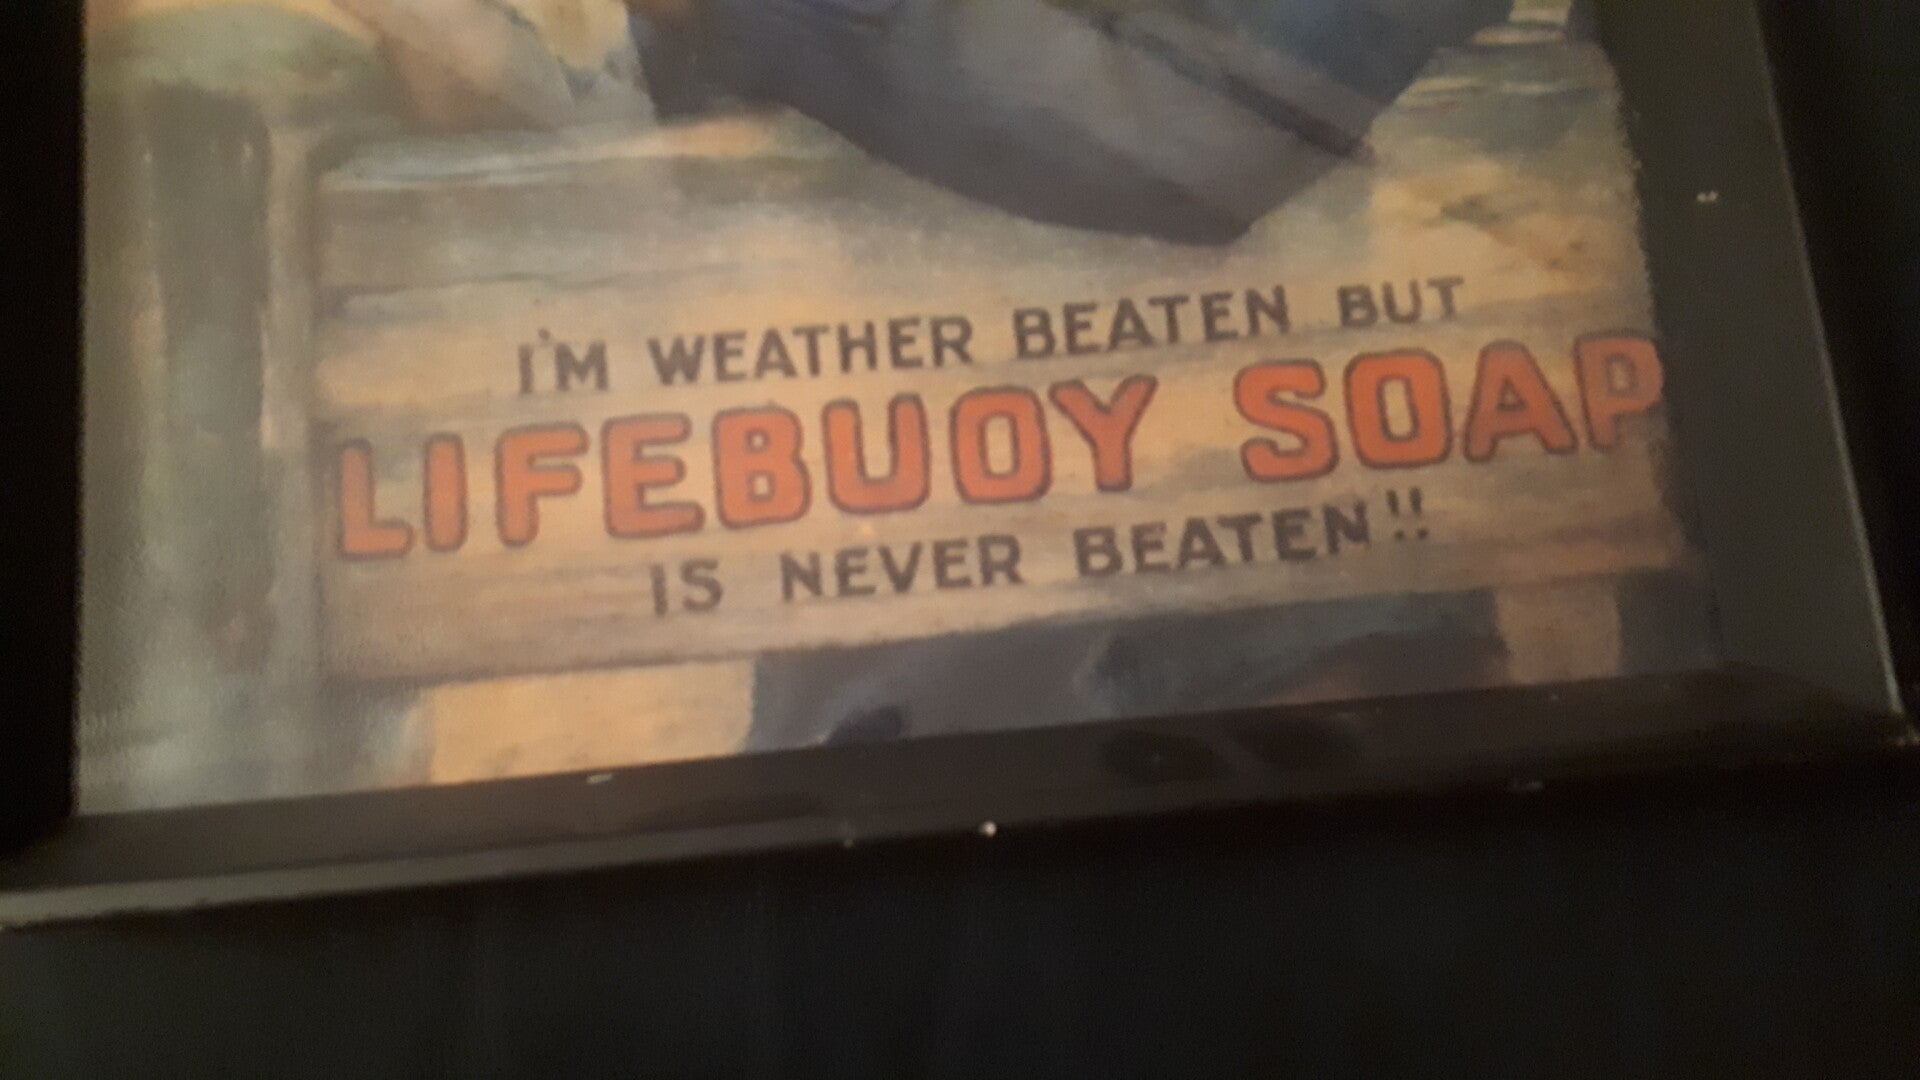 I'M WEATHER BEATEN BUT
LIFEBUOY SOAP
IS NEVER BEATEN!!